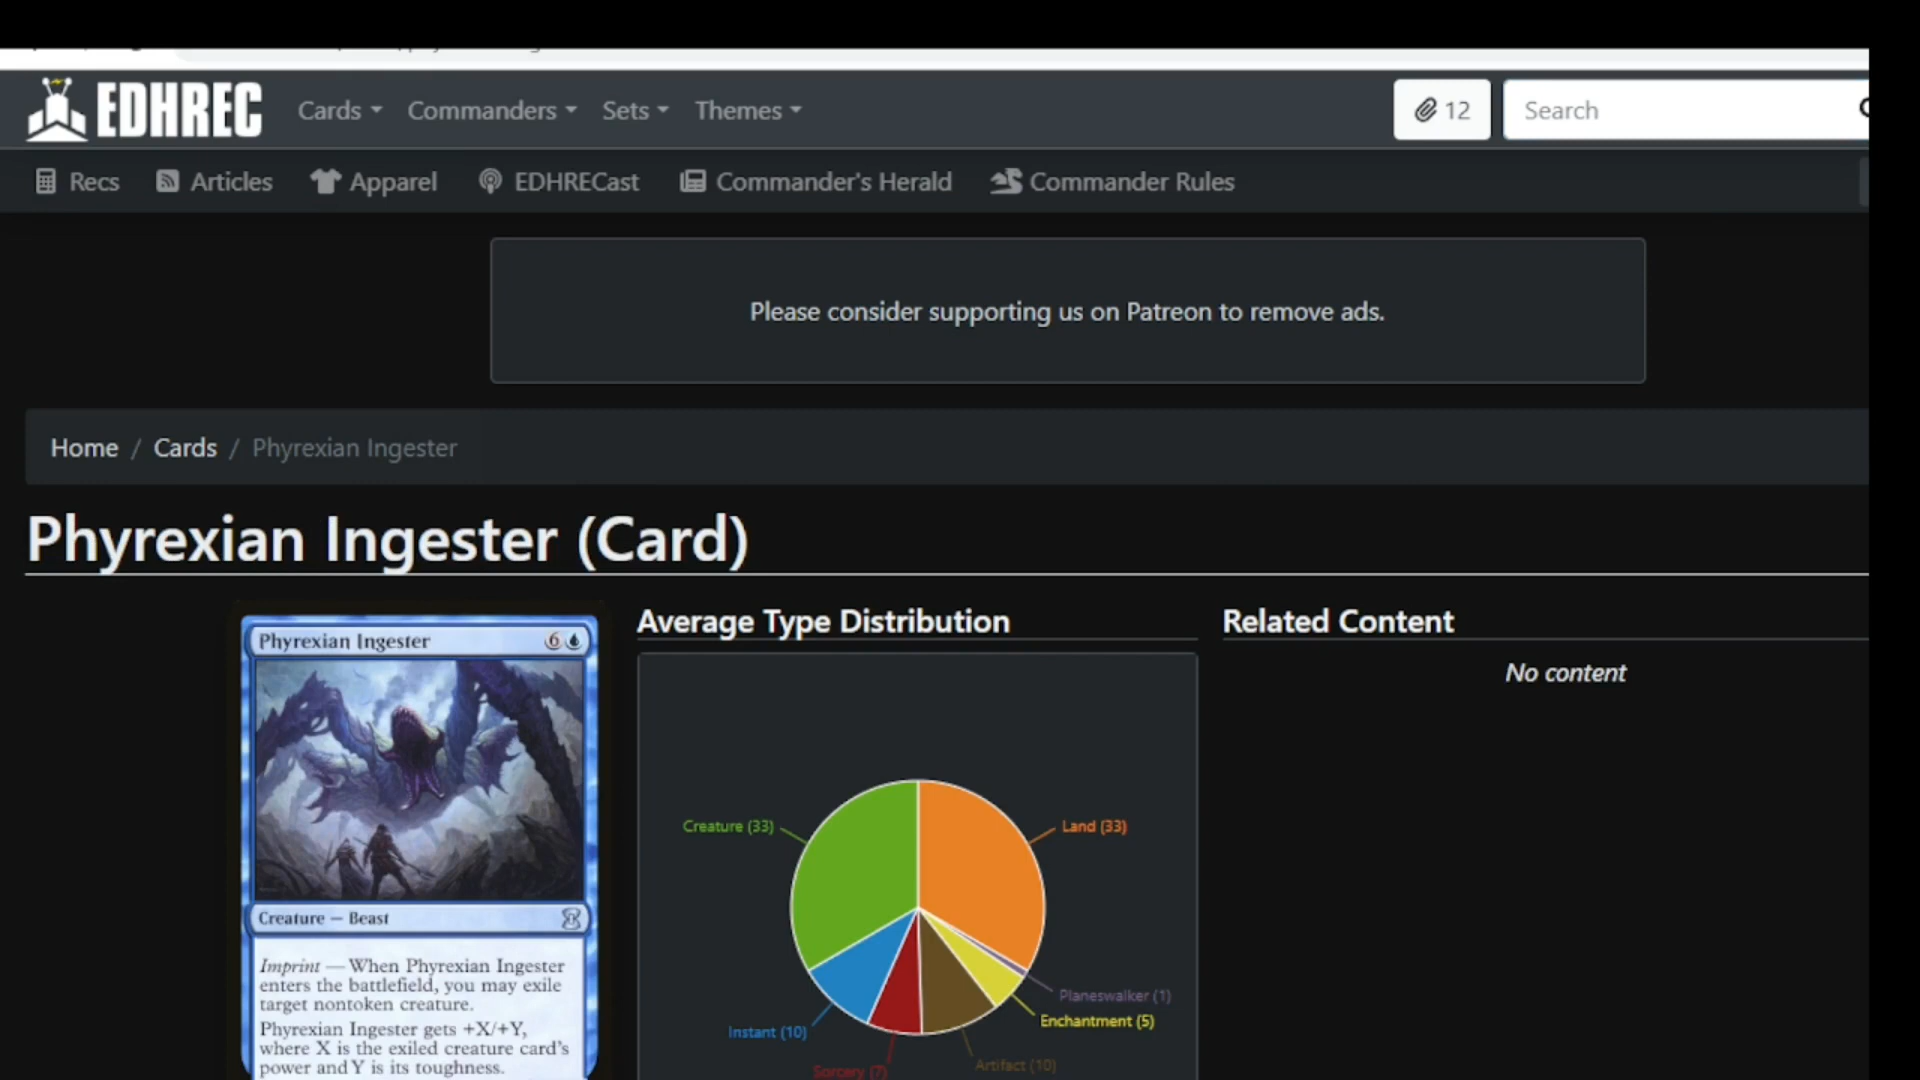 EDHREC
Cards
Commanders
Sets
Themes
12
Search
Recs
Articles
Apparel
EDHRECast
Commander's Herald
Commander Rules
Please consider supporting us on Patreon to remove ads.
Home / Cards / Phyrexian Ingester
Phyrexian Ingester (Card)
Phyrexian Ingester 6
Creature — Beast
Imprint — When Phyrexian Ingester
enters the battlefield, you may exile
target nontoken creature.
Phyrexian Ingester gets +X/+Y,
where X is the exiled creature card's
power and Y is its toughness.
Average Type Distribution
Creature (33)
Land (33)
Planeswalker (1)
Enchantment (5)
Instant (10)
Artifact (10)
Sorcery (7)
Related Content
No content